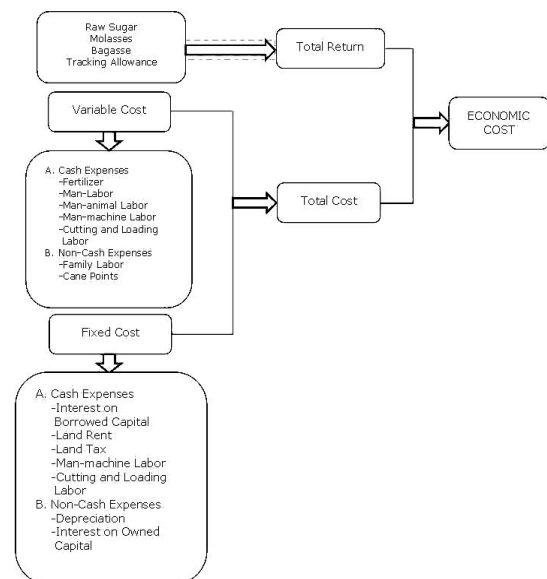 Raw Sugar
Molasses
Bagasse
Tracking Allowance
Total Return
Variable Cost
ECONOMIC
COST
A. Cash Expenses
-Fertilizer
-Man-Labor
-Man-animal Labor
-Man-machine Labor
-Cutting and Loading
Labor
B. Non-Cash Expenses
-Family Labor
-Cane Points
Total Cost
Fixed Cost
A. Cash Expenses
-Interest on
Borrowed Capital
-Land Rent
-Land Tax
-Man-machine Labor
-Cutting and Loading
Labor
B. Non-Cash Expenses
-Depreciation
-Interest on Owned
Capital